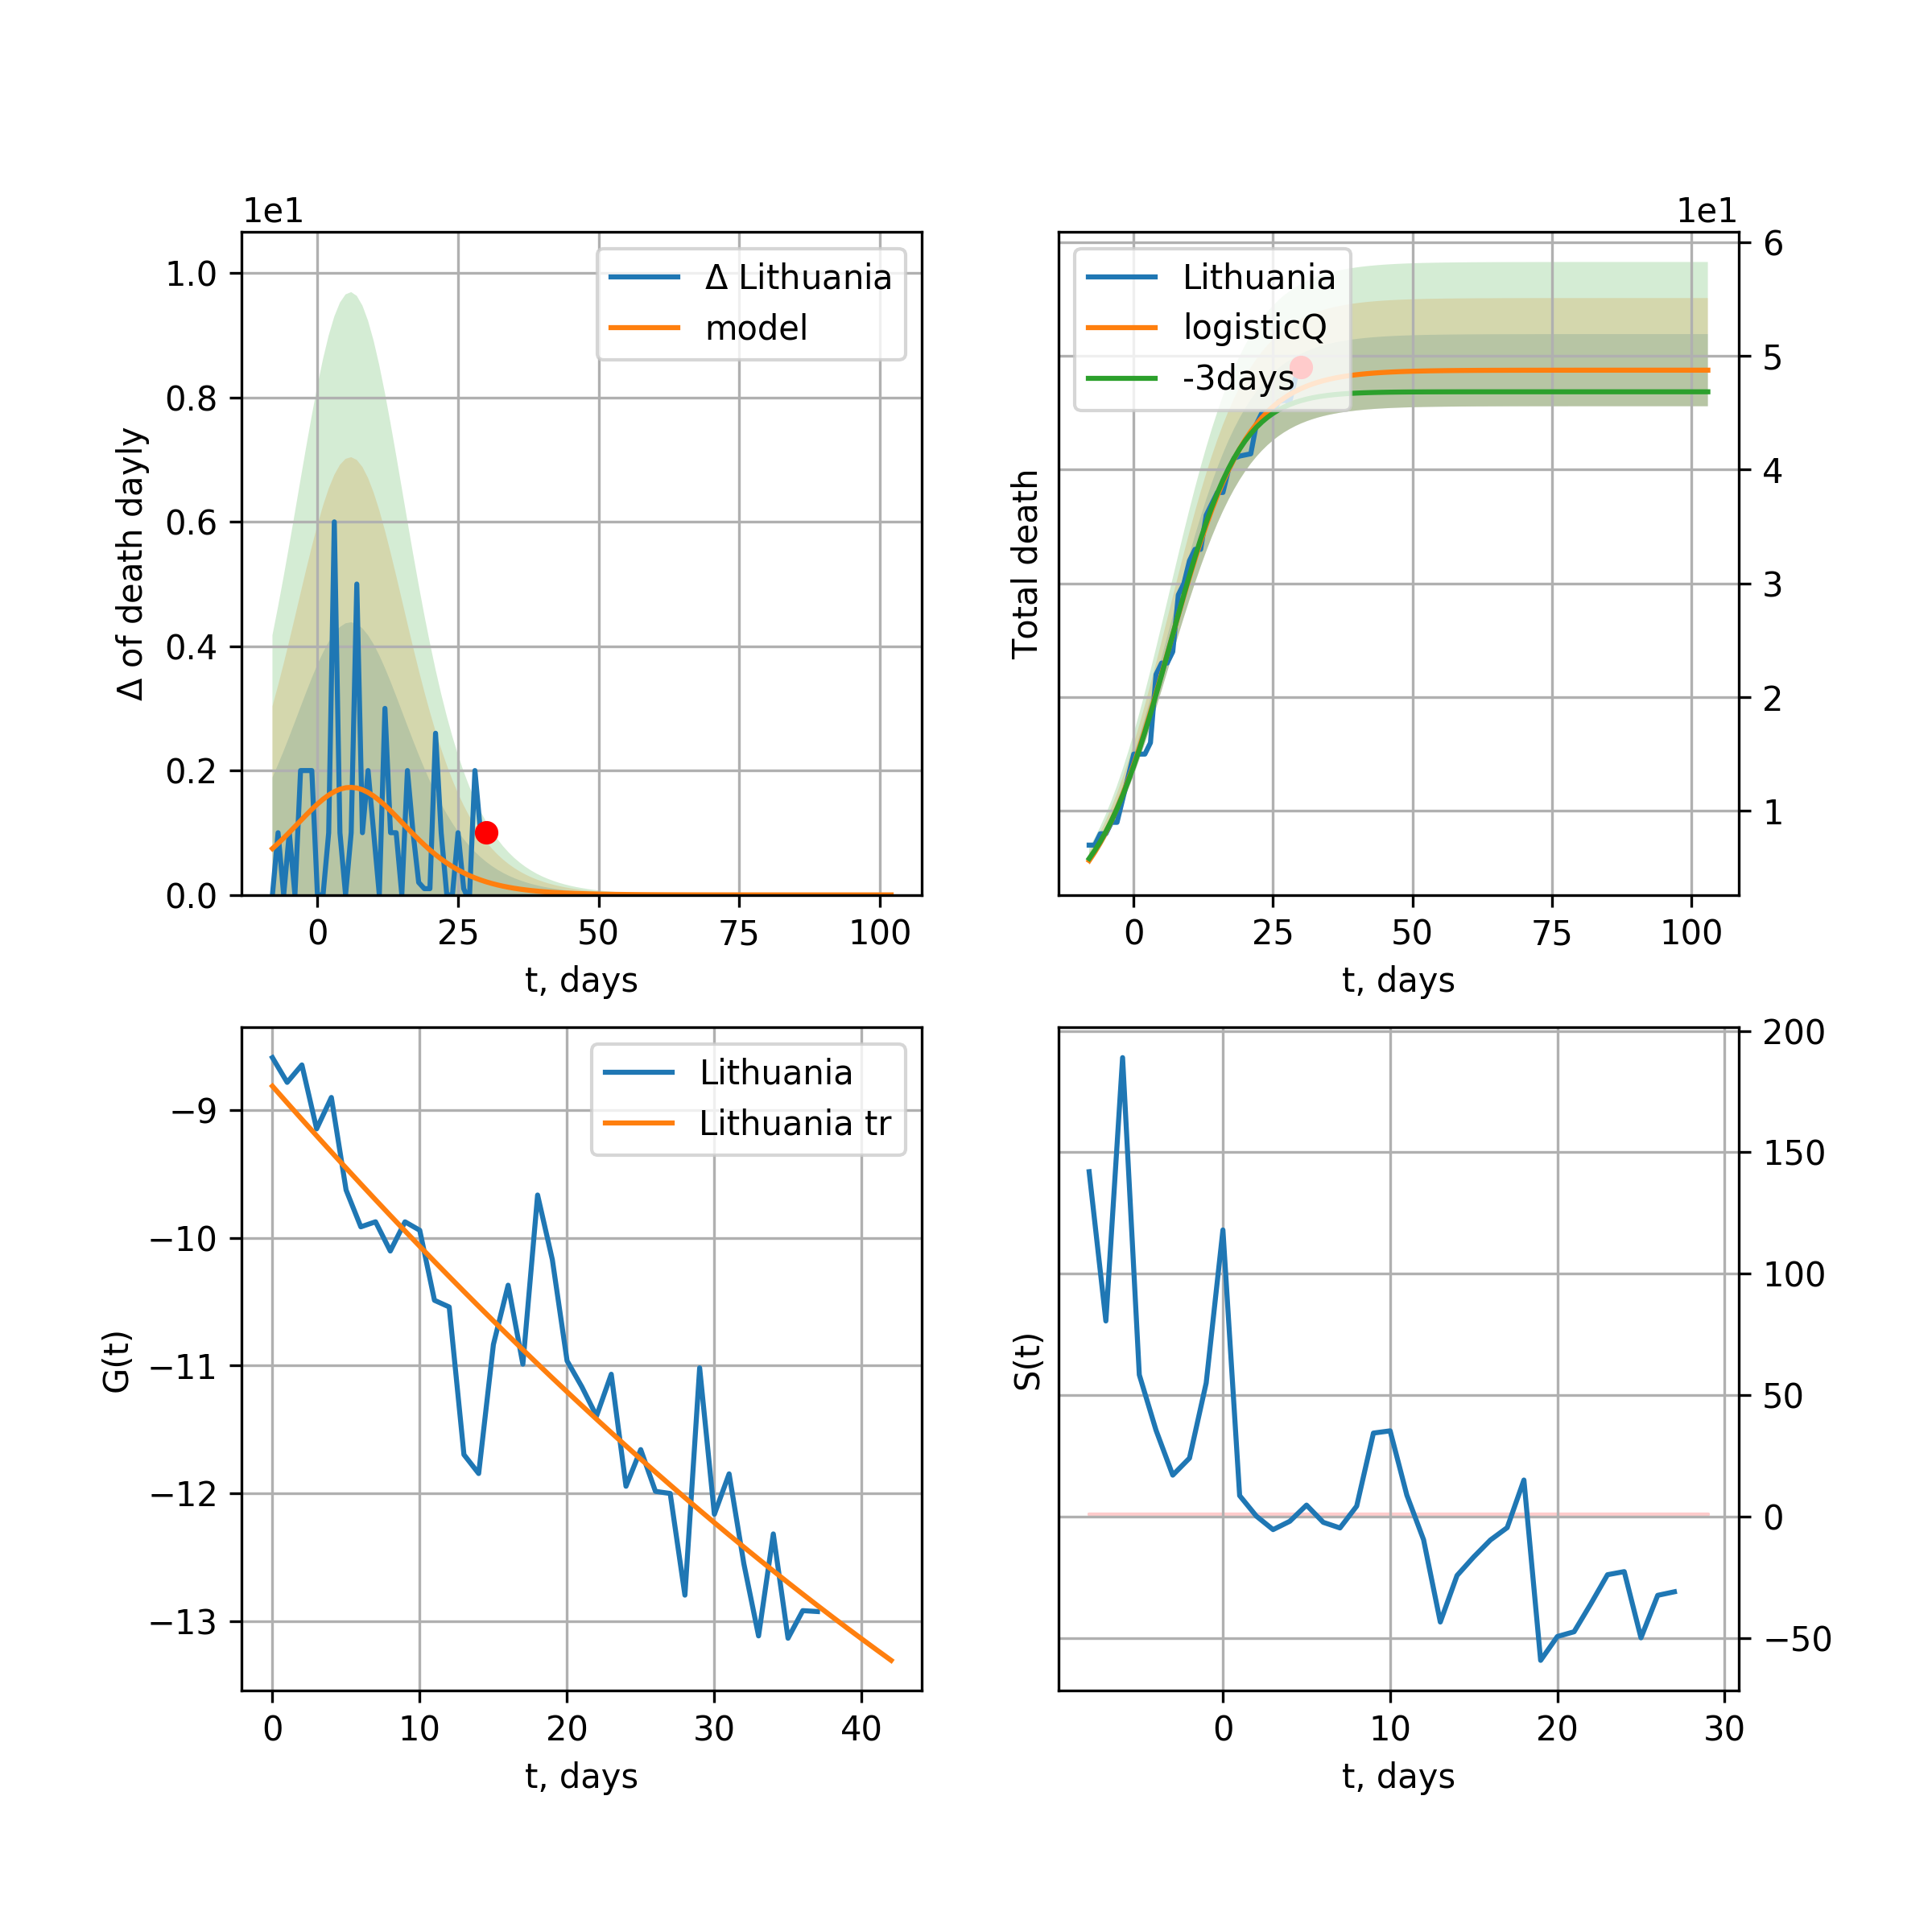 1e1
1.0
0.8
0.6
0.4
0.2
0.0
Δ of death dayly
Δ Lithuania
model
0 25 50 75 100
t, days
1e1
6
5
4
3
2
1
Total death
Lithuania
logisticQ
-3days
0 25 50 75 100
t, days
−9
−10
−11
−12
−13
G(t)
Lithuania
Lithuania tr
0 10 20 30 40
t, days
200
150
100
50
0
−50
S(t)
0 10 20 30
t, days